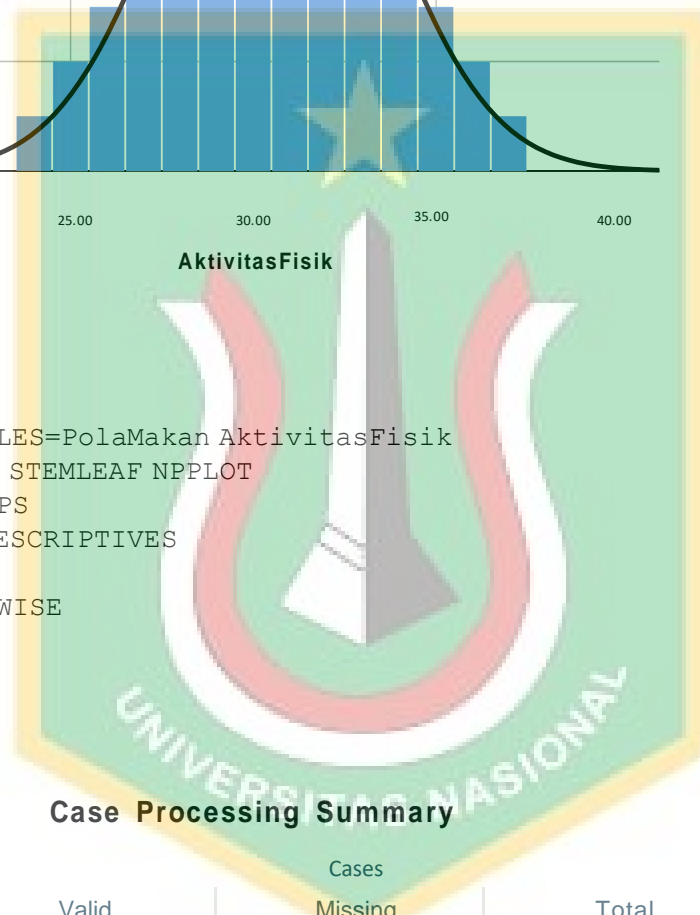 25.00 30.00 35.00 40.00
AktivitasFisik
LES=PolaMakan AktivitasFisik
STEMLEAF NPPLOT
PS
ESCRIPTIVES
WISE
UNIVERSITAS NASIONAL
Case Processing Summary
Cases
Valid Missing Total